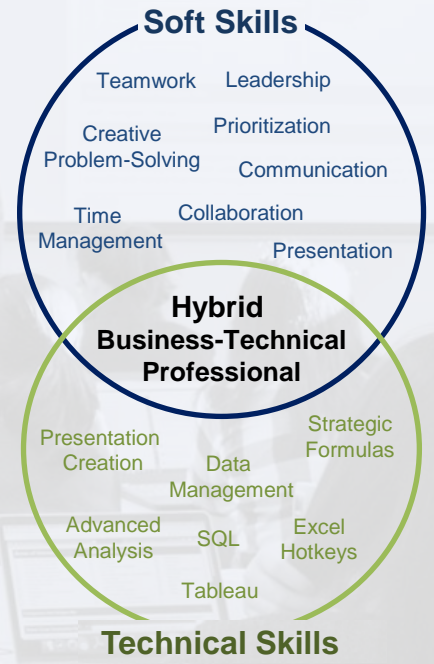 Soft Skills
Teamwork
Leadership
Creative
Problem-Solving
Prioritization
Communication
Time
Management
Collaboration
Presentation
Hybrid
Business-Technical
Professional
Presentation
Creation
Data
Management
Strategic
Formulas
Advanced
Analysis
SQL
Excel
Hotkeys
Tableau
Technical Skills